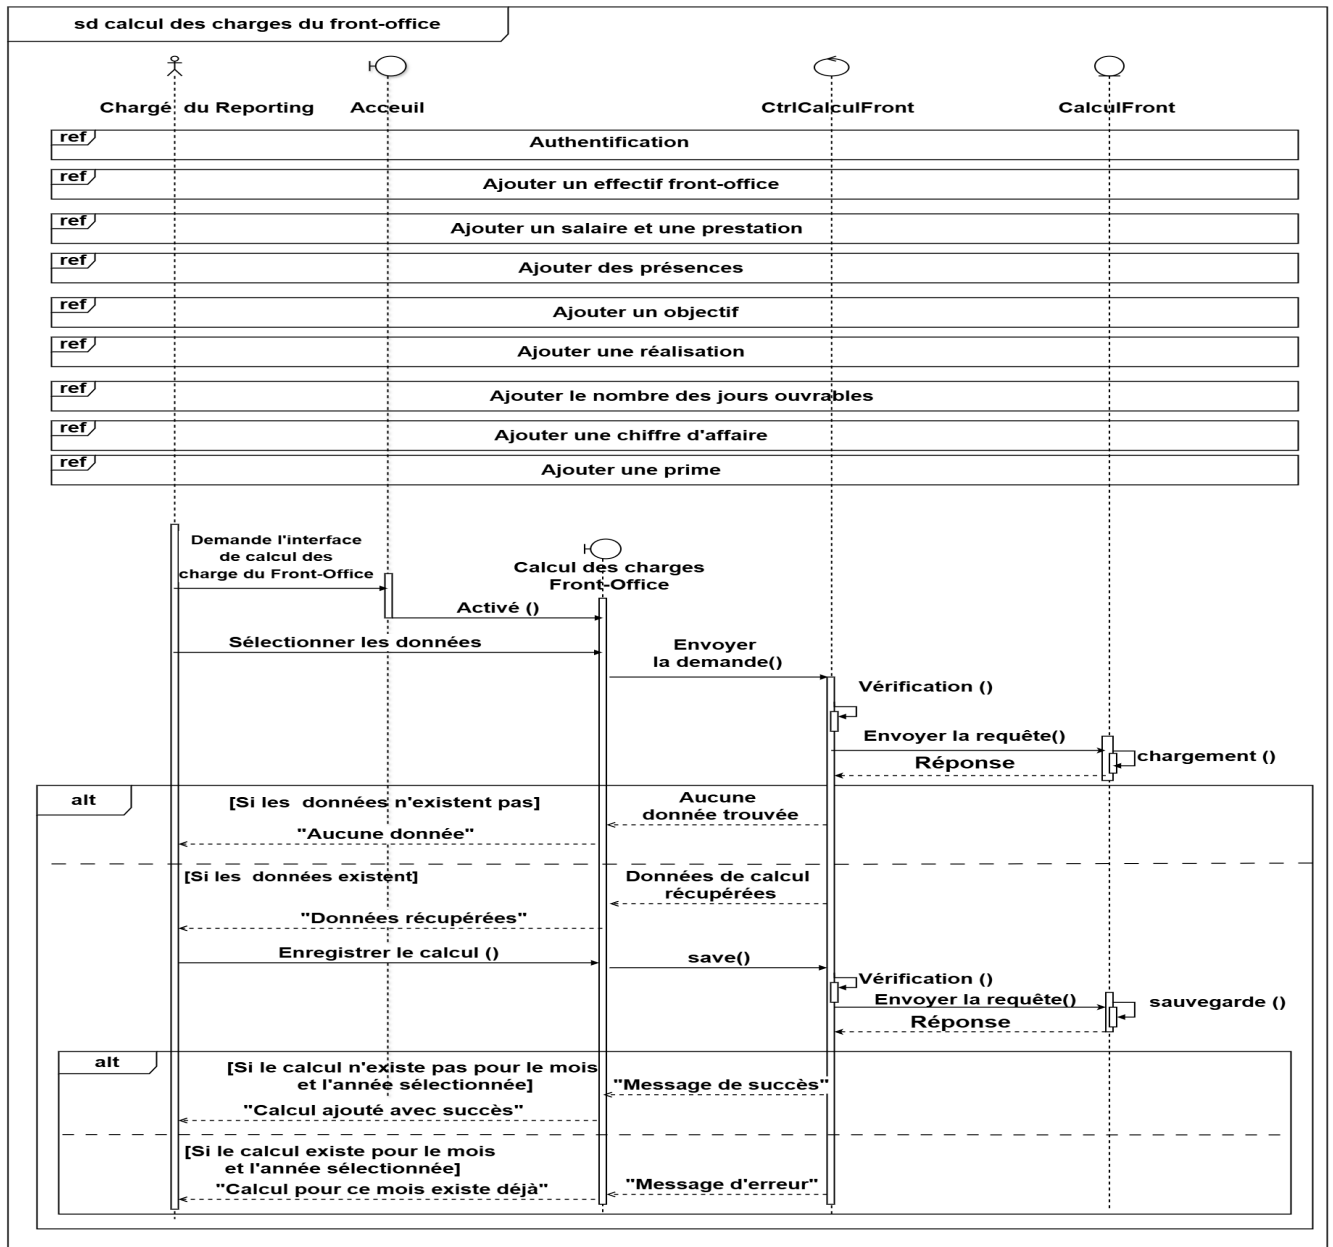 sd calcul des charges du front-office
Chargé du Reporting
Acceuil
CtrlCalculFront
CalculFront
ref
Authentification
ref
Ajouter un effectif front-office
ref
Ajouter un salaire et une prestation
ref
Ajouter des présences
ref
Ajouter un objectif
ref
Ajouter une réalisation
ref
Ajouter le nombre des jours ouvrables
ref
Ajouter une chiffre d'affaire
ref
Ajouter une prime
Demande l'interface
de calcul des
charge du Front-Office
Calcul des charges
Front-Office
Activé ()
Sélectionner les données
Envoyer
la demande()
Vérification ()
Envoyer la requête()
chargement ()
Réponse
alt
[Si les données n'existent pas]
Aucune
donnée trouvée
"Aucune donnée"
[Si les données existent]
Données de calcul
récupérées
"Données récupérées"
Enregistrer le calcul ()
save()
Vérification ()
Envoyer la requête()
sauvegarde ()
Réponse
alt
[Si le calcul n'existe pas pour le mois
et l'année sélectionnée]
"Message de succès"
"Calcul ajouté avec succès"
[Si le calcul existe pour le mois
et l'année sélectionnée]
"Message d'erreur"
"Calcul pour ce mois existe déjà"